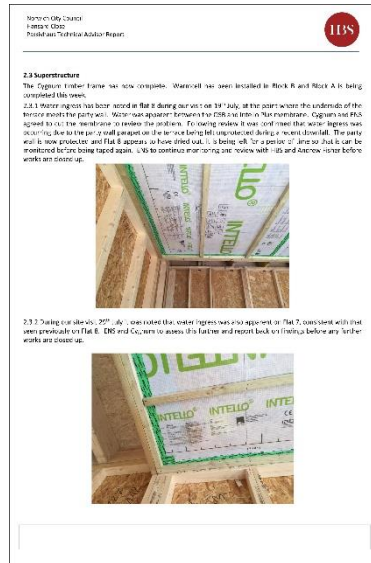 Norwich City Council
Hansard Close
Passivhaus Technical Advisor Report
HBS
2.3 Superstructure
The Cygnum timber frame has now complete. Warmcell has been installed in Block B and Block A is being
completed this week.
2.3.1 Water ingress has been noted in flat 8 during our visit on 19th July, at the point where the underside of the
terrace meets the party wall. Water was apparent between the OSB and Intello Plus membrane. Cygnum and ENS
agreed to cut the membrane to review the problem. Following review it was confirmed that water ingress was
occurring due to the party wall parapet on the terrace being left unprotected during a recent downfall. The party
wall is now protected and Flat 8 appears to have dried out. It is being left for a period of time so that it can be
monitored before being taped again. ENS to continue monitoring and review with HBS and Andrew Fisher before
works are closed up.
INTELLO
INTELLO
2.3.2 During our site visit 25th July it was noted that water ingress was also apparent on Flat 7, consistent with that
seen previously on Flat 8. ENS and Cygnum to assess this further and report back on findings before any further
works are closed up.
INTELLO
INTELLO INTELLO INTE